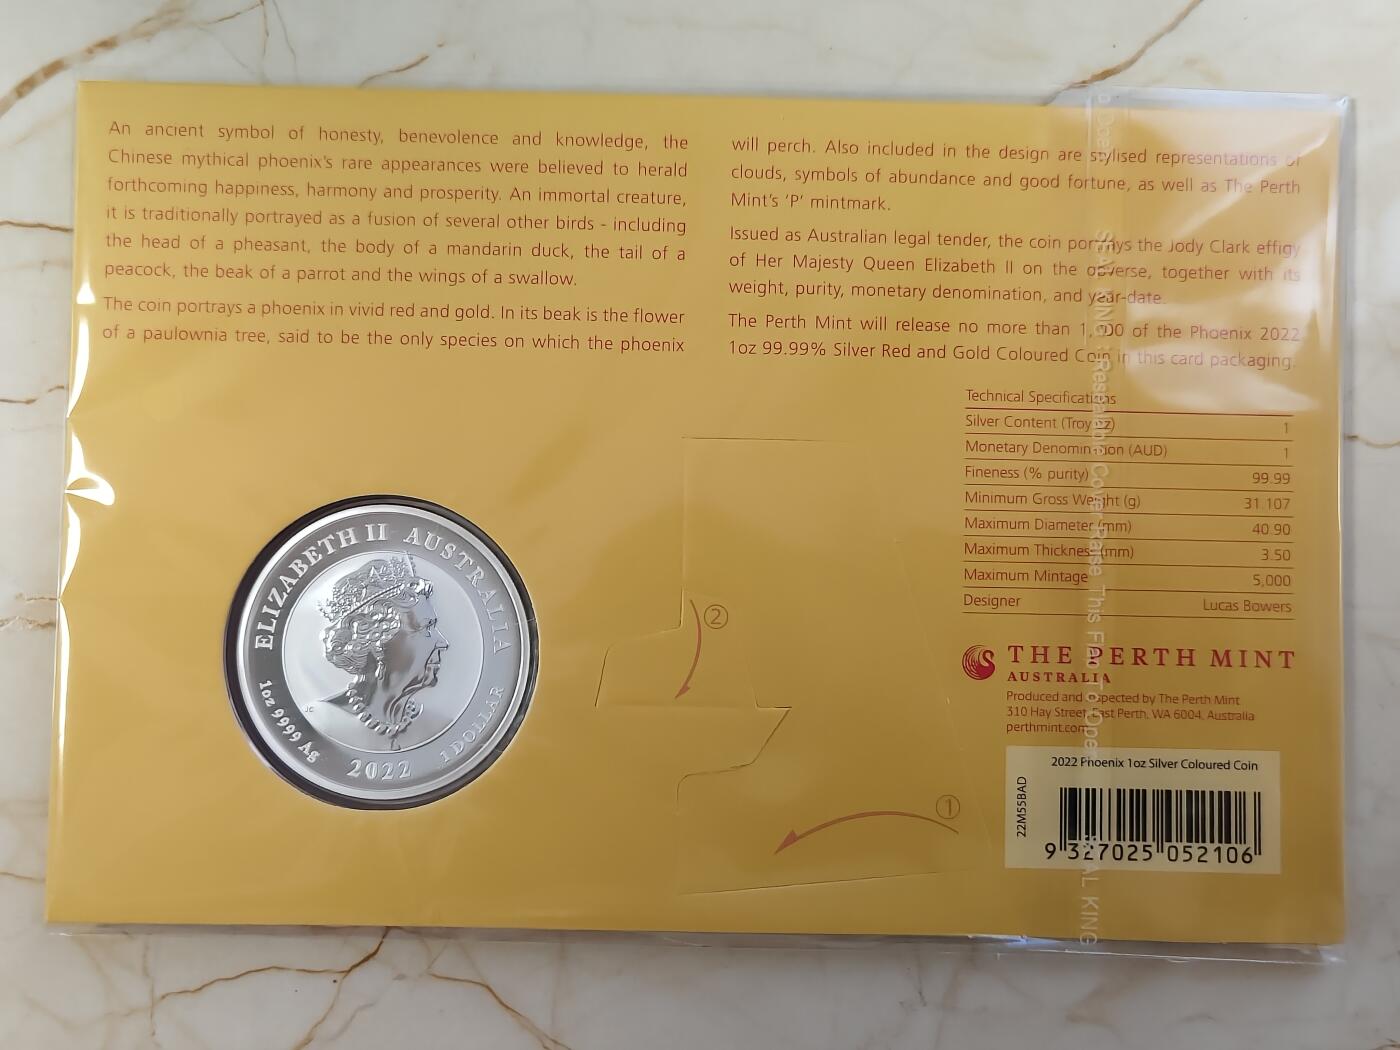 An ancient symbol of honesty, benevolence and knowledge, the
Chinese mythical phoenix's rare appearances were believed to herald
forthcoming happiness, harmony and prosperity. An immortal creature,
it is traditionally portrayed as a fusion of several other birds - including
the head of a pheasant, the body of a mandarin duck, the tail of a
peacock, the beak of a parrot and the wings of a swallow.
The coin portrays a phoenix in vivid red and gold. In its beak is the flower
of a paulownia tree, said to be the only species on which the phoenix
will perch. Also included in the design are stylised representations of
clouds, symbols of abundance and good fortune, as well as The Perth
Mint's 'P' mintmark.
Issued as Australian legal tender, the coin portrays the Jody Clark effigy
of Her Majesty Queen Elizabeth II on the obverse, together with its
weight, purity, monetary denomination, and year-date.
The Perth Mint will release no more than of the Phoenix 2022
1oz 99.99% Silver Red and Gold Coloured Coin in this card packaging.
Technical Specifications
Silver Content (Troy oz) 1
Monetary Denomination (AUD) 1
Fineness (% purity) 99.99
Minimum Gross Weight (g) 31.107
Maximum Diameter (mm) 40.90
Maximum Thickness (mm) 3.50
Maximum Mintage 5,000
Designer Lucas Bowers
THE PERTH MINT
AUSTRALIA
Produced and inspected by The Perth Mint
310 Hay Street, East Perth, WA 6004, Australia
perthmint.com
2022 Phoenix 1oz Silver Coloured Coin
22M55BAD
9 327025 052106
ELIZABETH II AUSTRALIA
1oz 9999 Ag
2022
1 DOLLAR
JC
2
1
SEAL KING : Resealable Cover Raise This Flap To Open
SEAL KING